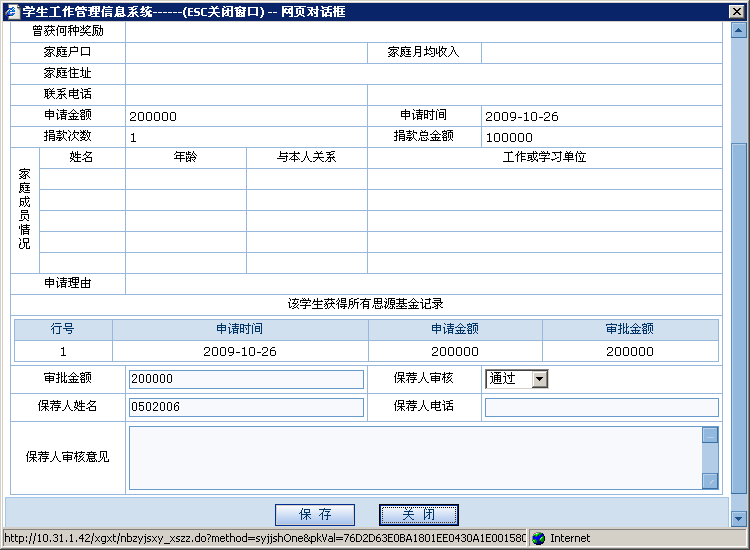 学生工作管理信息系统------(ESC关闭窗口) -- 网页对话框
曾获何种奖励
家庭户口 家庭月均收入
家庭住址
联系电话
申请金额 200000 申请时间 2009-10-26
捐款次数 1 捐款总金额 100000
家庭成员情况 姓名 年龄 与本人关系 工作或学习单位
申请理由
该学生获得所有思源基金记录
行号 申请时间 申请金额 审批金额
1 2009-10-26 200000 200000
审批金额 200000 保荐人审核 通过
保荐人姓名 0502006 保荐人电话
保荐人审核意见
保 存 关 闭
http://10.31.1.42/xgxt/nbzyjsxy_xszz.do?method=syjjshOne&pkVal=76D2D63E0BA1801EE0430A1E00158D Internet